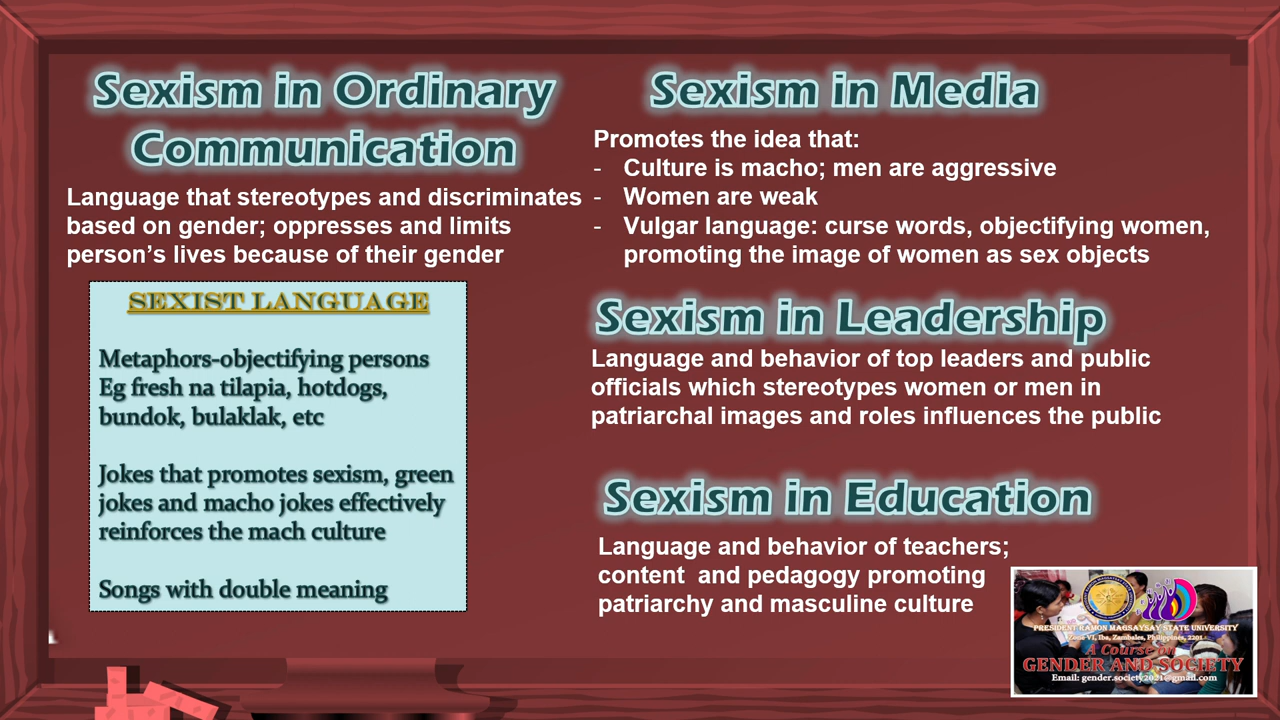 Sexism in Ordinary
Communication
Language that stereotypes and discriminates
based on gender; oppresses and limits
person’s lives because of their gender
SEXIST LANGUAGE
Metaphors-objectifying persons
Eg fresh na tilapia, hotdogs,
bundok, bulaklak, etc
Jokes that promotes sexism, green
jokes and macho jokes effectively
reinforces the mach culture
Songs with double meaning
Sexism in Media
Promotes the idea that:
- Culture is macho; men are aggressive
- Women are weak
- Vulgar language: curse words, objectifying women,
promoting the image of women as sex objects
Sexism in Leadership
Language and behavior of top leaders and public
officials which stereotypes women or men in
patriarchal images and roles influences the public
Sexism in Education
Language and behavior of teachers;
content and pedagogy promoting
patriarchy and masculine culture
PRESIDENT RAMON MAGSAYSAY STATE UNIVERSITY
Zone VI, Iba, Zambales, Philippines, 2201
A Course on
GENDER AND SOCIETY
Email: gender.society2021@gmail.com